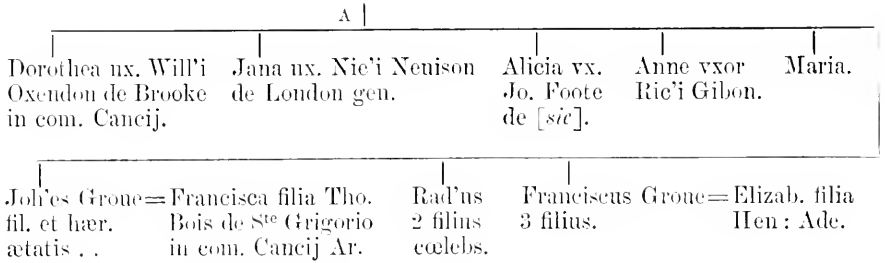 A
Dorothea ux. Will'i Jana ux. Nic'i Neuison Alicia vx. Anne vxor Maria.
Oxendon de Brooke de London gen. Jo. Foote Ric'i Gibon.
in com. Cancij. de [sic].
Joh'es Groue=Francisca filia Tho. Rad'us Franciscus Groue=Elizab. filia
fil. et hær. Bois de Ste Grigorio 2 filius 3 filius. Hen: Ade.
ætatis . . in com. Cancij Ar. cœlebs.